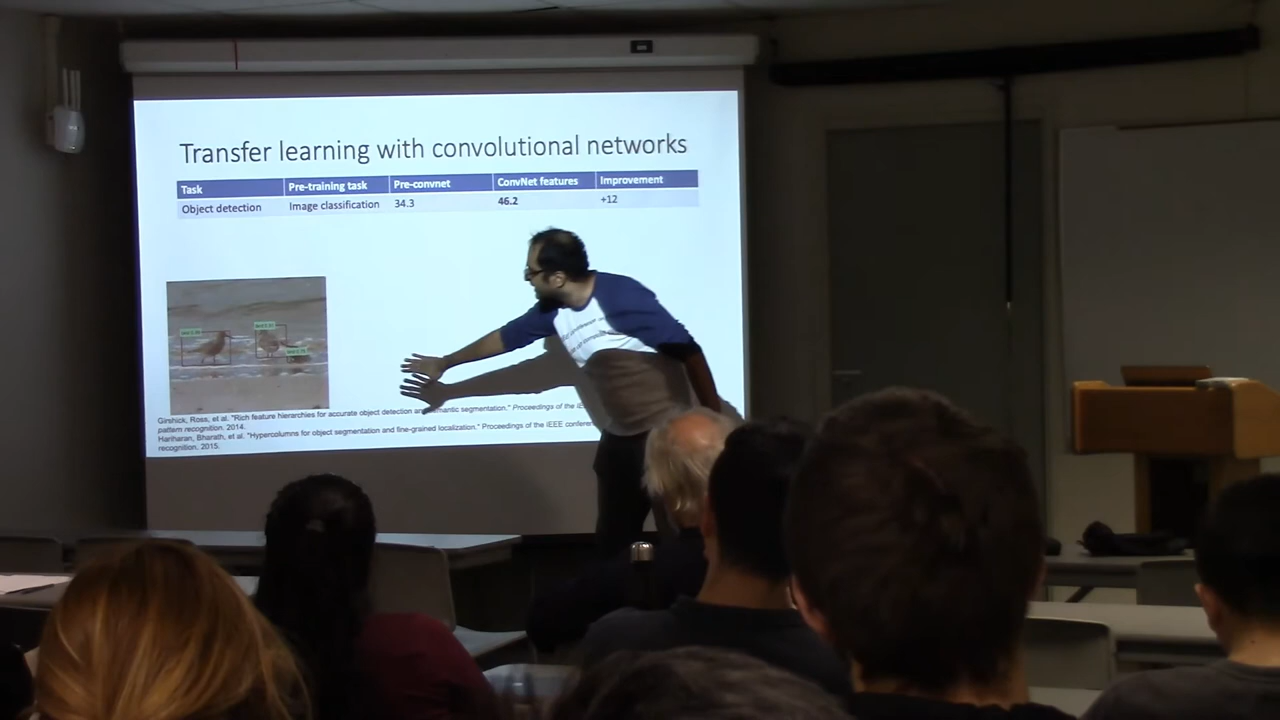 Transfer learning with convolutional networks
Task Pre-training task Pre-convnet ConvNet features Improvement
Object detection Image classification 34.3 46.2 +12
Girshick, Ross, et al. "Rich feature hierarchies for accurate object detection and semantic segmentation." Proceedings of the
pattern recognition. 2014.
Hariharan, Bharath, et al. "Hypercolumns for object segmentation and fine-grained localization." Proceedings of the IEEE
recognition. 2015.